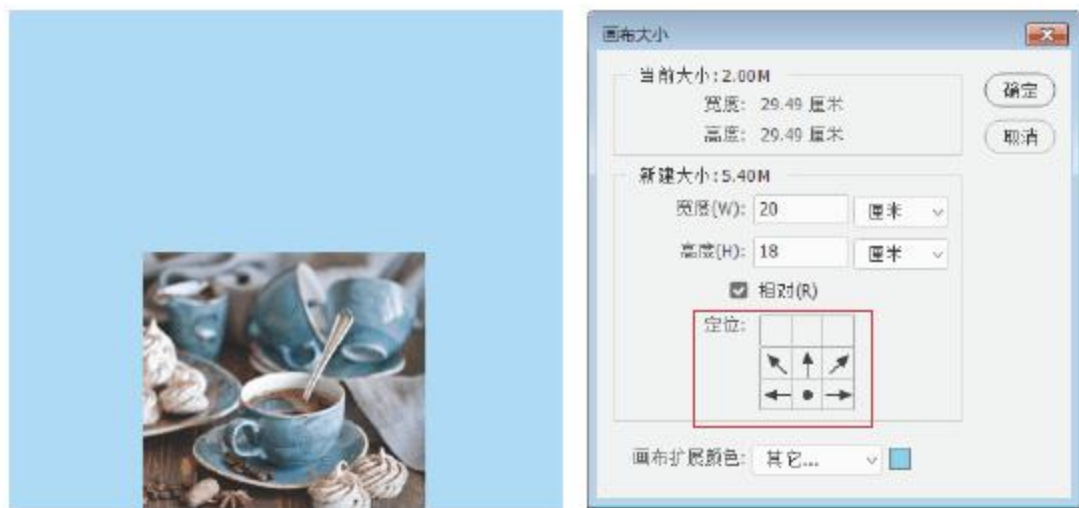 画布大小
当前大小:2.00M
宽度: 29.49 厘米
高度: 29.49 厘米
确定
取消
新建大小:5.40M
宽度(W): 20 厘米
高度(H): 18 厘米
相对(R)
定位:
画布扩展颜色: 其它...